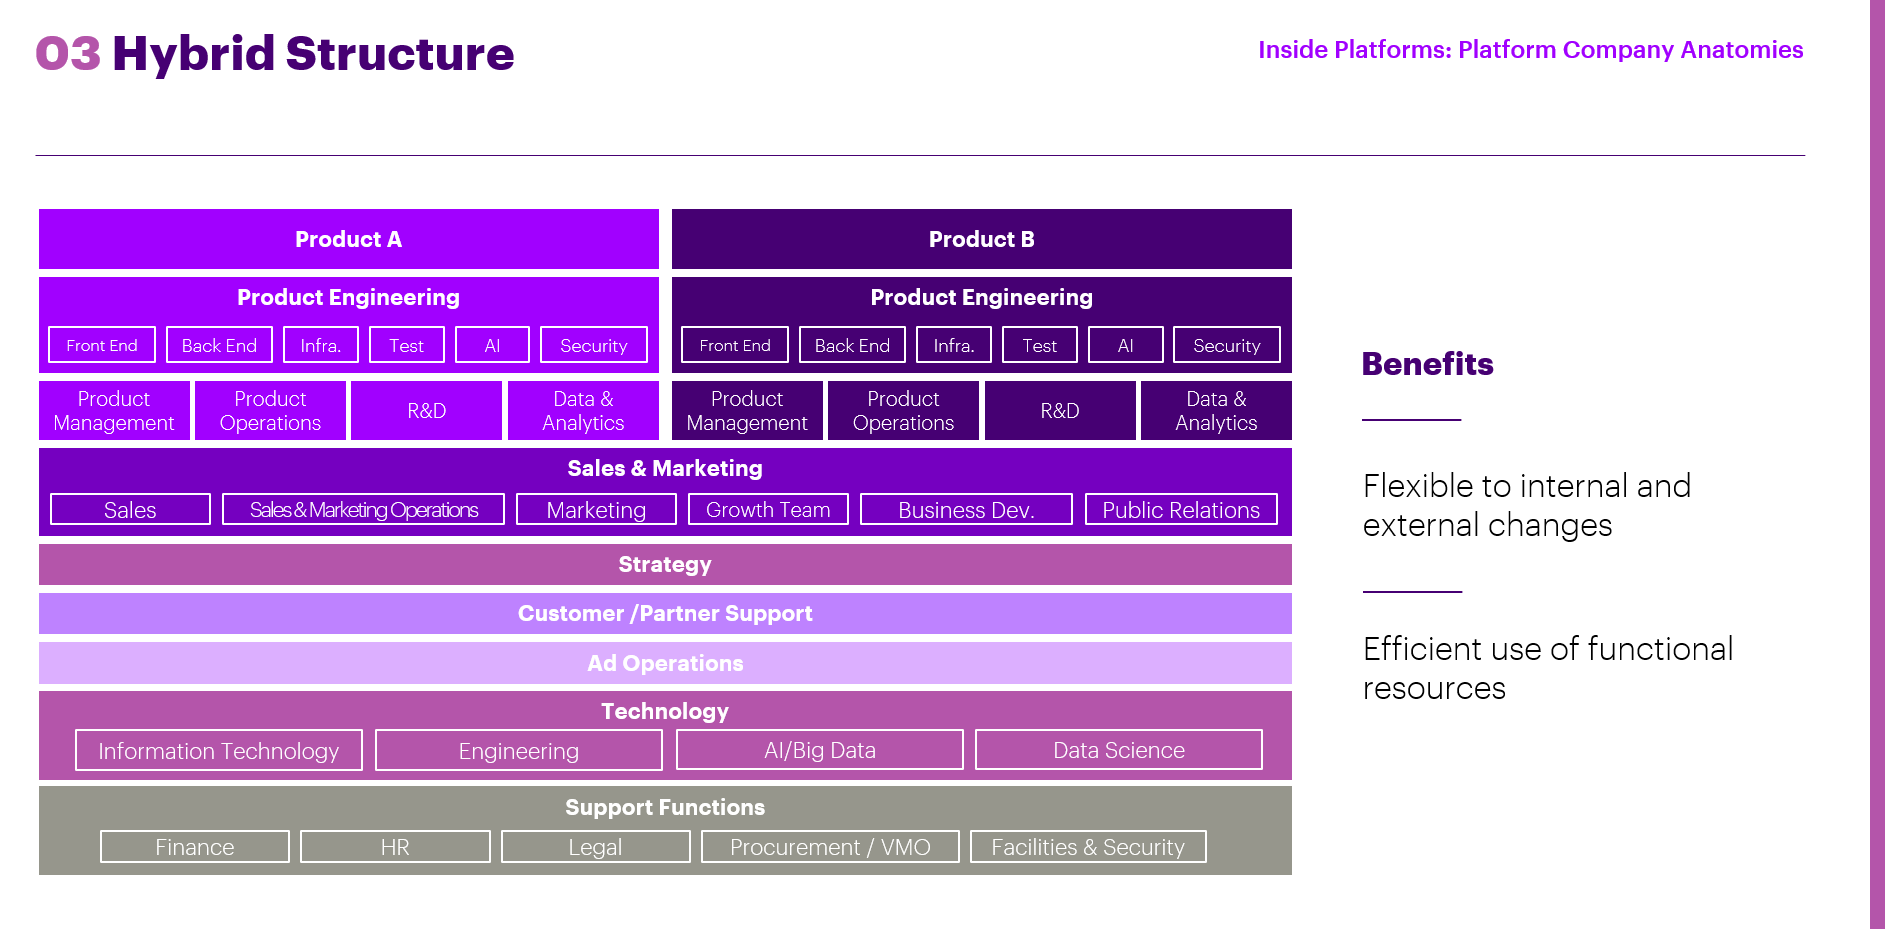 03 Hybrid Structure
Inside Platforms: Platform Company Anatomies
Product A
Product Engineering
Front End
Back End
Infra.
Test
AI
Security
Product
Management
Product
Operations
R&D
Data &
Analytics
Product B
Product Engineering
Front End
Back End
Infra.
Test
AI
Security
Product
Management
Product
Operations
R&D
Data &
Analytics
Sales & Marketing
Sales
Sales & Marketing Operations
Marketing
Growth Team
Business Dev.
Public Relations
Strategy
Customer /Partner Support
Ad Operations
Technology
Information Technology
Engineering
AI/Big Data
Data Science
Support Functions
Finance
HR
Legal
Procurement / VMO
Facilities & Security
Benefits
Flexible to internal and
external changes
Efficient use of functional
resources